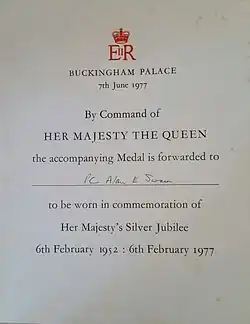 EIIR
BUCKINGHAM PALACE
7th June 1977
By Command of
HER MAJESTY THE QUEEN
the accompanying Medal is forwarded to
PC Alan E
to be worn in commemoration of
Her Majesty's Silver Jubilee
6th February 1952 : 6th February 1977